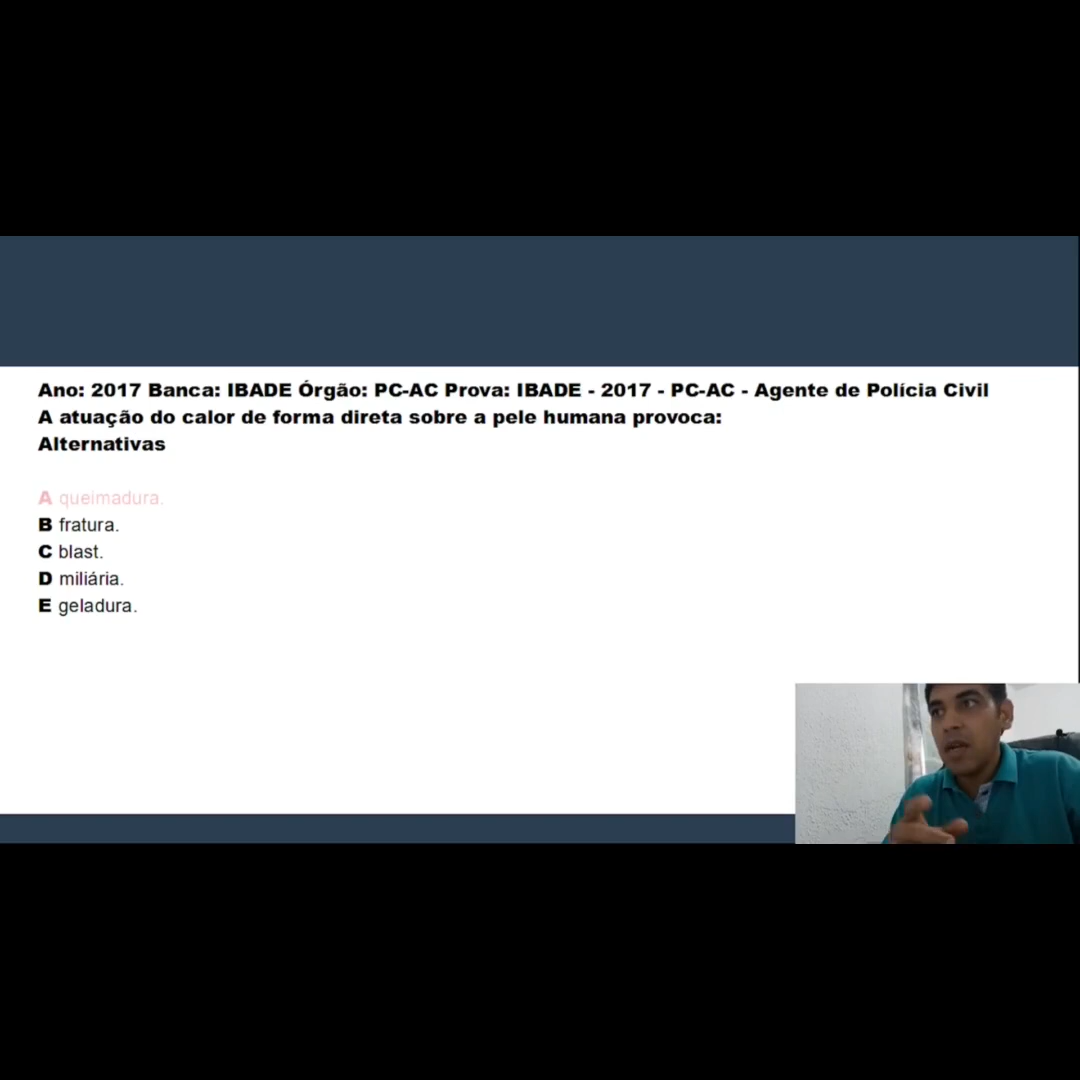 Ano: 2017 Banca: IBADE Órgão: PC-AC Prova: IBADE - 2017 - PC-AC - Agente de Polícia Civil
A atuação do calor de forma direta sobre a pele humana provoca:
Alternativas
A queimadura.
B fratura.
C blast.
D miliária.
E geladura.